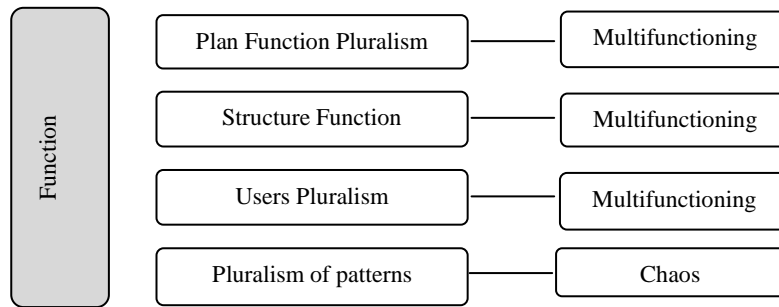 Function
Plan Function Pluralism
Multifunctioning
Structure Function
Multifunctioning
Users Pluralism
Multifunctioning
Pluralism of patterns
Chaos